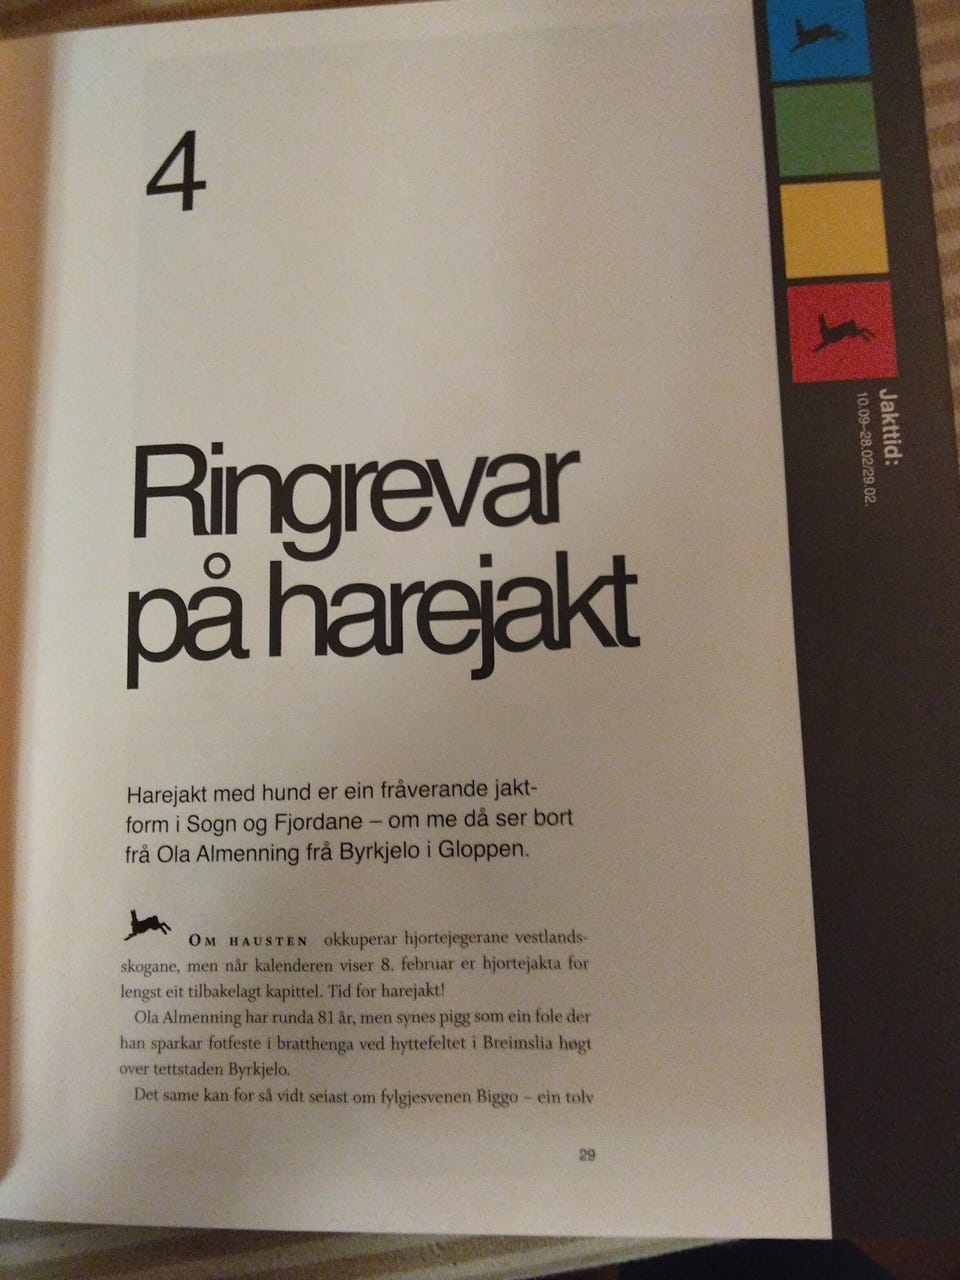 4
Ringrevar
på harejakt
Harejakt med hund er ein fråverande jakt-
form i Sogn og Fjordane – om me då ser bort
frå Ola Almenning frå Byrkjelo i Gloppen.
OM HAUSTEN okkuperar hjortejegerane vestlands-
skogane, men når kalenderen viser 8. februar er hjortejakta for
lengst eit tilbakelagt kapittel. Tid for harejakt!
Ola Almenning har runda 81 år, men synes pigg som ein fole der
han sparkar fotfeste i bratthenga ved hyttefeltet i Breimslia høgt
over tettstaden Byrkjelo.
Det same kan for så vidt seiast om fylgjesvenen Biggo – ein tolv
29
Jakttid:
10.09–28.02/29.02.